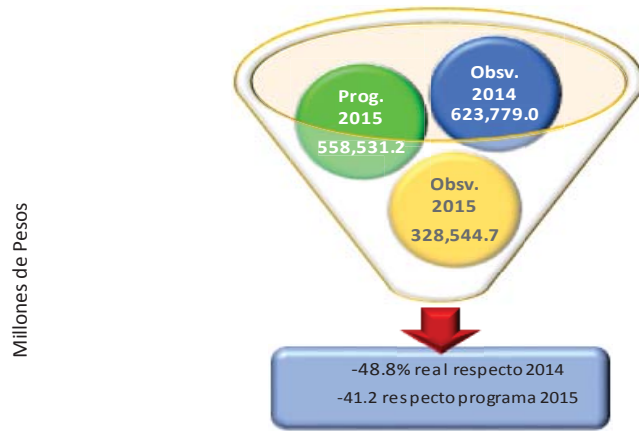 Obsv.
2014
623,779.0
Prog.
2015
558,531.2
Obsv.
2015
328,544.7
Millones de Pesos
-48.8% real respecto 2014
-41.2 respecto programa 2015